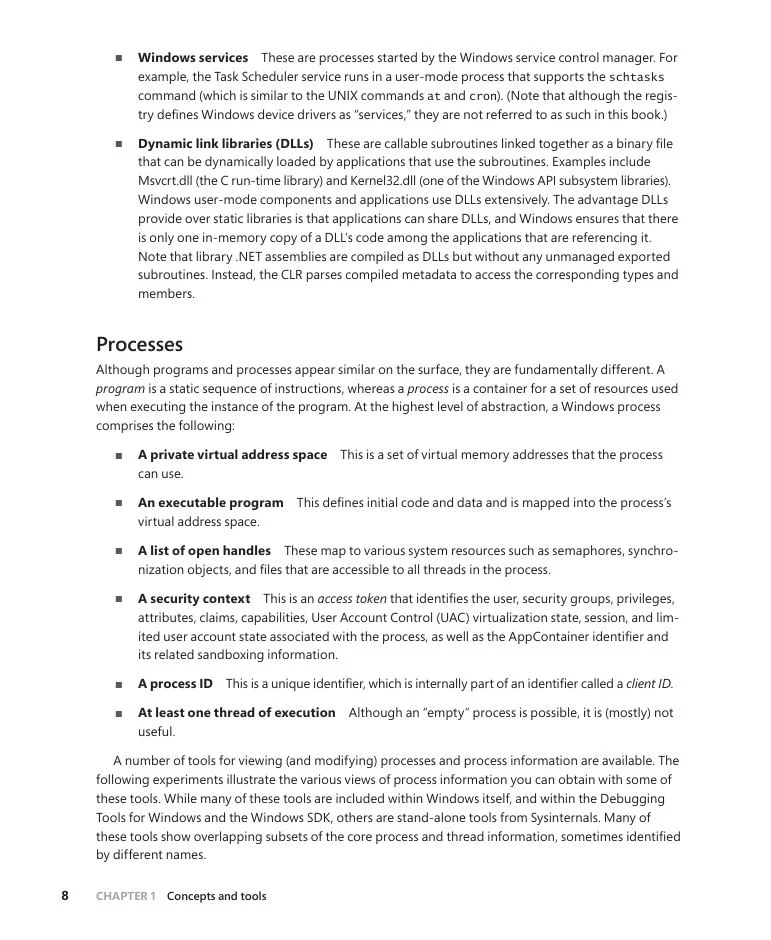 ■ Windows services These are processes started by the Windows service control manager. For
example, the Task Scheduler service runs in a user-mode process that supports the schtasks
command (which is similar to the UNIX commands at and cron). (Note that although the regis-
try defines Windows device drivers as “services,” they are not referred to as such in this book.)
■ Dynamic link libraries (DLLs) These are callable subroutines linked together as a binary file
that can be dynamically loaded by applications that use the subroutines. Examples include
Msvcrt.dll (the C run-time library) and Kernel32.dll (one of the Windows API subsystem libraries).
Windows user-mode components and applications use DLLs extensively. The advantage DLLs
provide over static libraries is that applications can share DLLs, and Windows ensures that there
is only one in-memory copy of a DLL’s code among the applications that are referencing it.
Note that library .NET assemblies are compiled as DLLs but without any unmanaged exported
subroutines. Instead, the CLR parses compiled metadata to access the corresponding types and
members.
Processes
Although programs and processes appear similar on the surface, they are fundamentally different. A
program is a static sequence of instructions, whereas a process is a container for a set of resources used
when executing the instance of the program. At the highest level of abstraction, a Windows process
comprises the following:
■ A private virtual address space This is a set of virtual memory addresses that the process
can use.
■ An executable program This defines initial code and data and is mapped into the process’s
virtual address space.
■ A list of open handles These map to various system resources such as semaphores, synchro-
nization objects, and files that are accessible to all threads in the process.
■ A security context This is an access token that identifies the user, security groups, privileges,
attributes, claims, capabilities, User Account Control (UAC) virtualization state, session, and lim-
ited user account state associated with the process, as well as the AppContainer identifier and
its related sandboxing information.
■ A process ID This is a unique identifier, which is internally part of an identifier called a client ID.
■ At least one thread of execution Although an “empty” process is possible, it is (mostly) not
useful.
A number of tools for viewing (and modifying) processes and process information are available. The
following experiments illustrate the various views of process information you can obtain with some of
these tools. While many of these tools are included within Windows itself, and within the Debugging
Tools for Windows and the Windows SDK, others are stand-alone tools from Sysinternals. Many of
these tools show overlapping subsets of the core process and thread information, sometimes identified
by different names.
8 CHAPTER 1 Concepts and tools